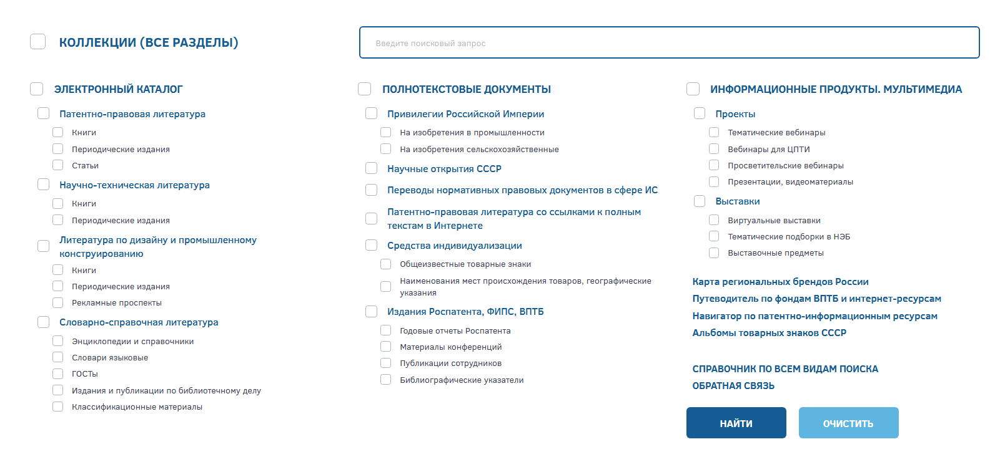 КОЛЛЕКЦИИ (ВСЕ РАЗДЕЛЫ)
Введите поисковый запрос
ЭЛЕКТРОННЫЙ КАТАЛОГ
Патентно-правовая литература
Книги
Периодические издания
Статьи
Научно-техническая литература
Книги
Периодические издания
Литература по дизайну и промышленному
конструированию
Книги
Периодические издания
Рекламные проспекты
Словарно-справочная литература
Энциклопедии и справочники
Словари языковые
ГОСТы
Издания и публикации по библиотечному делу
Классификационные материалы
ПОЛНОТЕКСТОВЫЕ ДОКУМЕНТЫ
Привилегии Российской Империи
На изобретения в промышленности
На изобретения сельскохозяйственные
Научные открытия СССР
Переводы нормативных правовых документов в сфере ИС
Патентно-правовая литература со ссылками к полным
текстам в Интернете
Средства индивидуализации
Общеизвестные товарные знаки
Наименования мест происхождения товаров, географические
указания
Издания Роспатента, ФИПС, ВПТБ
Годовые отчеты Роспатента
Материалы конференций
Публикации сотрудников
Библиографические указатели
ИНФОРМАЦИОННЫЕ ПРОДУКТЫ. МУЛЬТИМЕДИА
Проекты
Тематические вебинары
Вебинары для ЦПТИ
Просветительские вебинары
Презентации, видеоматериалы
Выставки
Виртуальные выставки
Тематические подборки в НЭБ
Выставочные предметы
Карта региональных брендов России
Путеводитель по фондам ВПТБ и интернет-ресурсам
Навигатор по патентно-информационным ресурсам
Альбомы товарных знаков СССР
СПРАВОЧНИК ПО ВСЕМ ВИДАМ ПОИСКА
ОБРАТНАЯ СВЯЗЬ
НАЙТИ
ОЧИСТИТЬ